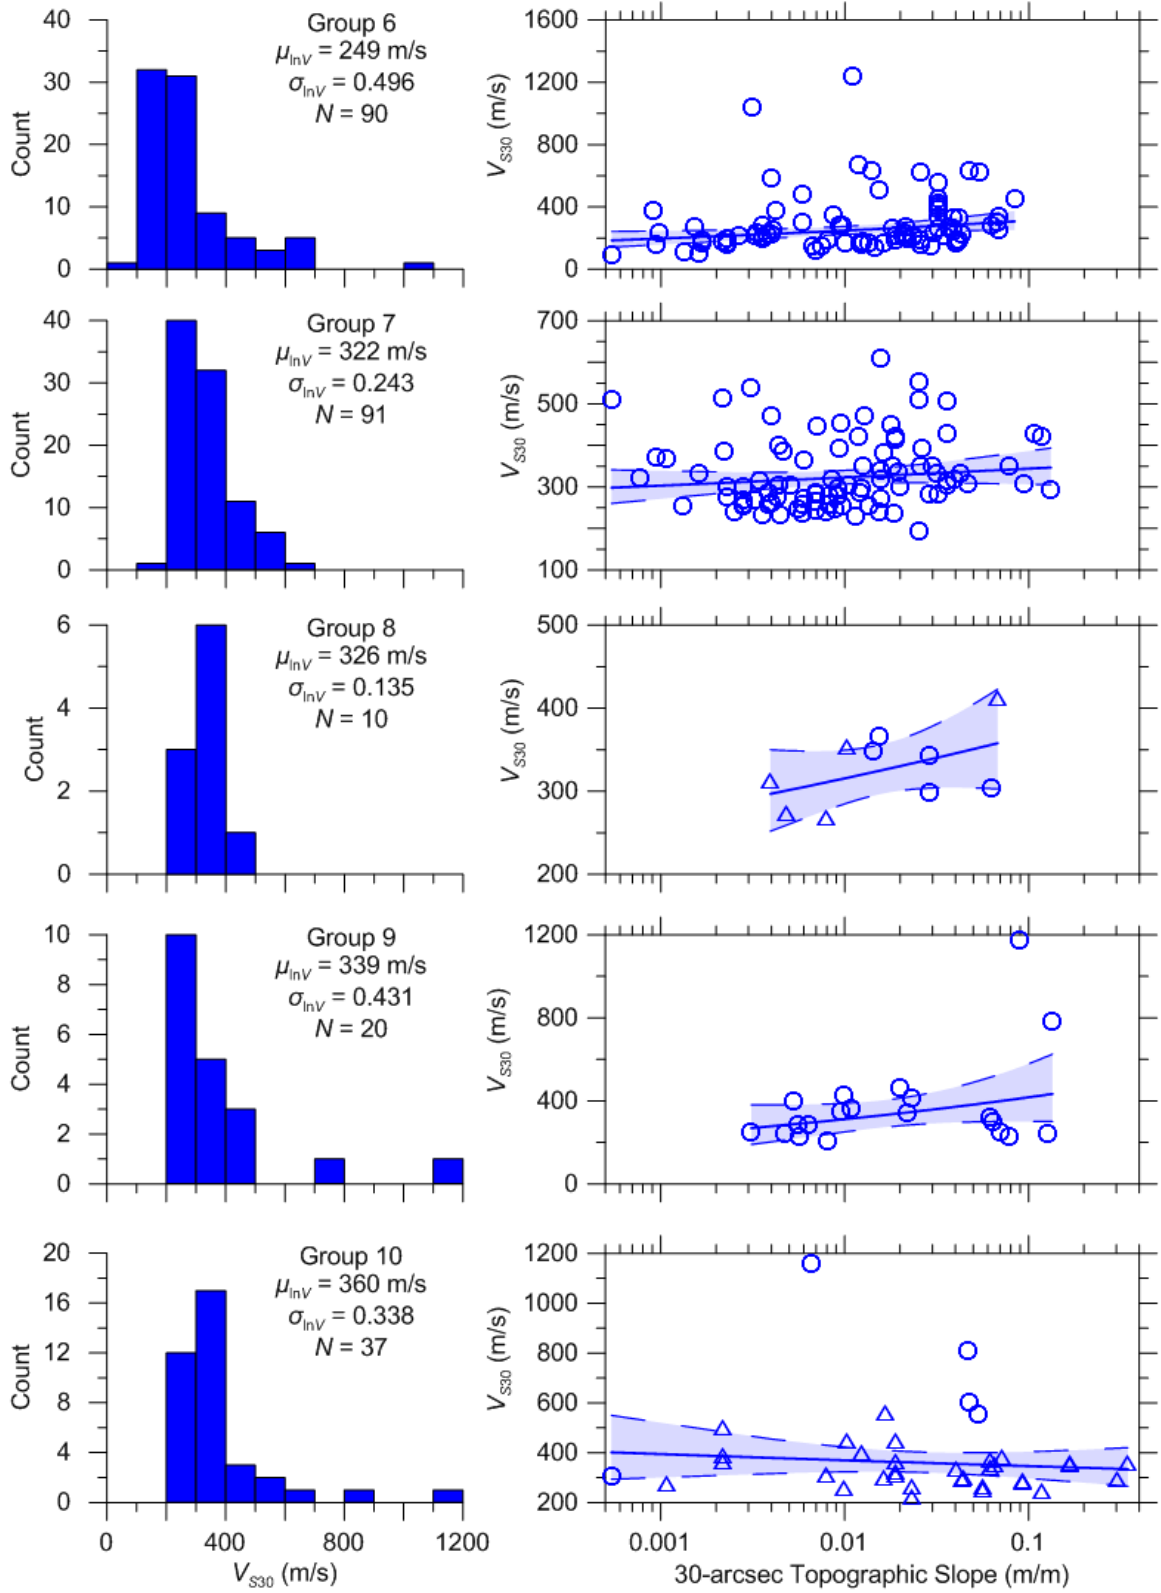 40
30
20
10
0
Count
Group 6
μlnV = 249 m/s
σlnV = 0.496
N = 90
1600
1200
800
400
0
VS30 (m/s)
40
30
20
10
0
Count
Group 7
μlnV = 322 m/s
σlnV = 0.243
N = 91
700
500
300
100
VS30 (m/s)
6
4
2
0
Count
Group 8
μlnV = 326 m/s
σlnV = 0.135
N = 10
500
400
300
200
VS30 (m/s)
10
8
6
4
2
0
Count
Group 9
μlnV = 339 m/s
σlnV = 0.431
N = 20
1200
800
400
0
VS30 (m/s)
20
16
12
8
4
0
Count
Group 10
μlnV = 360 m/s
σlnV = 0.338
N = 37
0 400 800 1200
VS30 (m/s)
1200
1000
800
600
400
200
VS30 (m/s)
0.001 0.01 0.1
30-arcsec Topographic Slope (m/m)